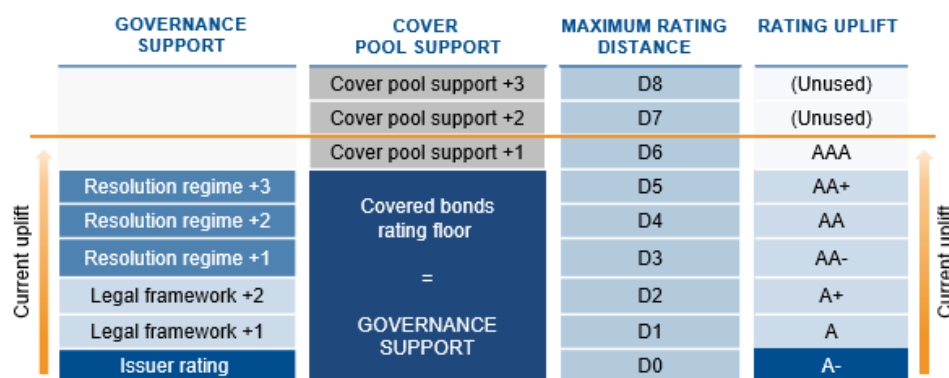 GOVERNANCE
SUPPORT
COVER
POOL SUPPORT
MAXIMUM RATING
DISTANCE
RATING UPLIFT
Cover pool support +3
D8
(Unused)
Cover pool support +2
D7
(Unused)
Cover pool support +1
D6
AAA
Resolution regime +3
D5
AA+
Resolution regime +2
D4
AA
Resolution regime +1
D3
AA-
Legal framework +2
D2
A+
Legal framework +1
D1
A
Issuer rating
D0
A-
Covered bonds
rating floor
=
GOVERNANCE
SUPPORT
Current uplift
Current uplift